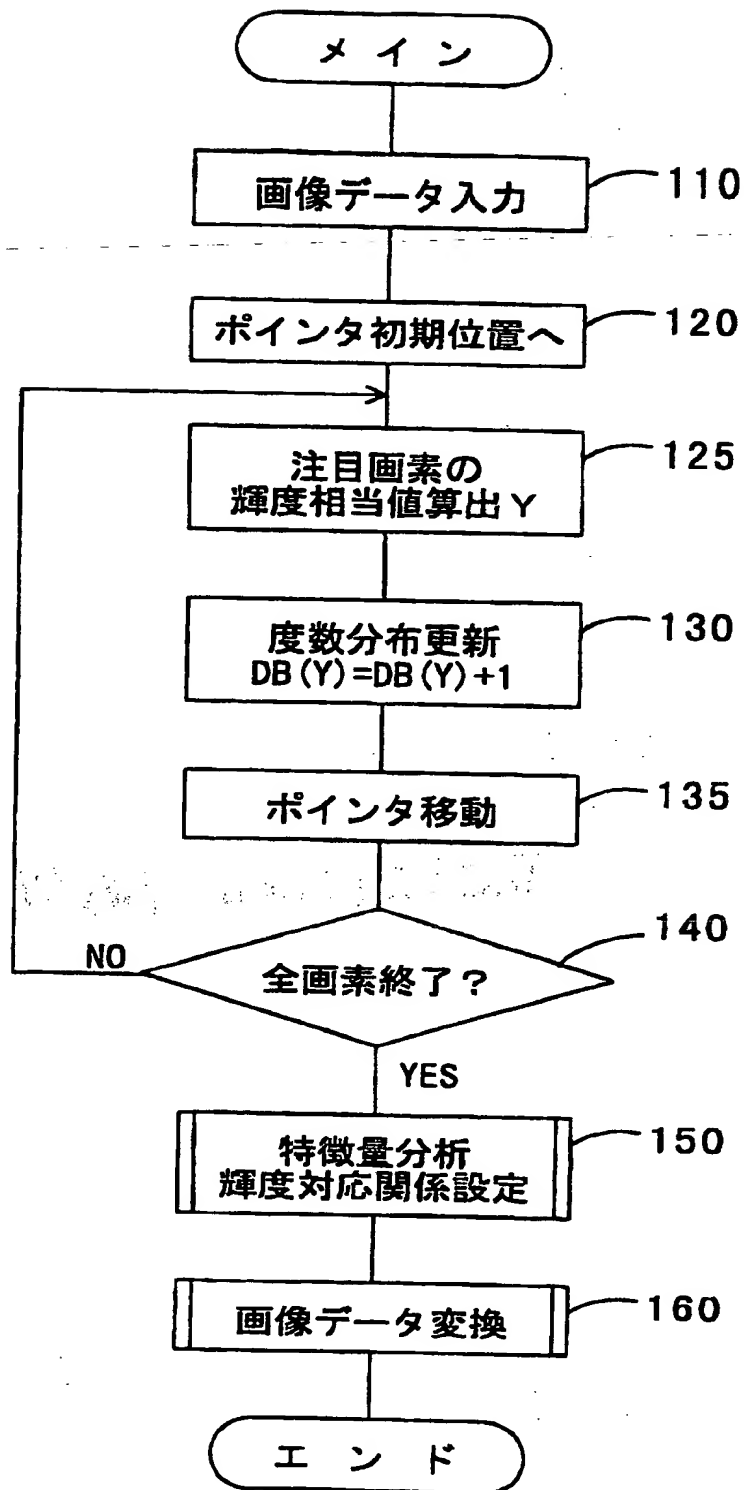 メイン
画像データ入力
110
ポインタ初期位置へ
120
注目画素の
輝度相当値算出 Y
125
度数分布更新
DB(Y)=DB(Y)+1
130
ポインタ移動
135
全画素終了?
140
NO
YES
特徴量分析
輝度対応関係設定
150
画像データ変換
160
エンド